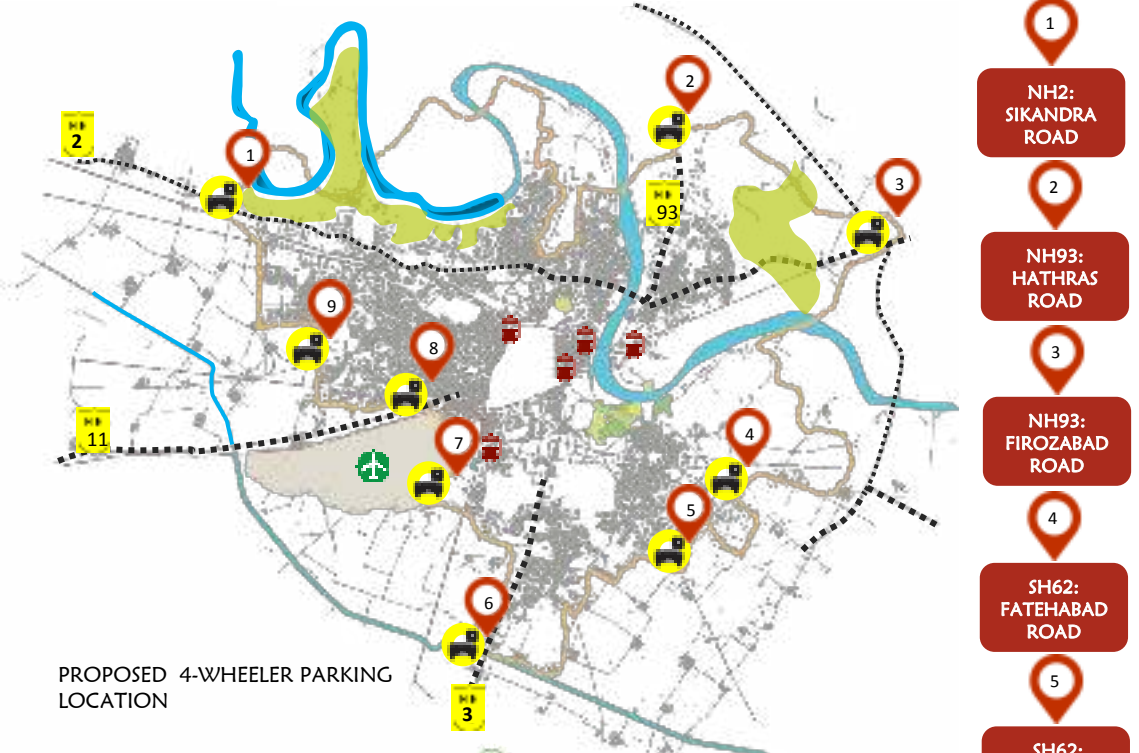 1
NH2:
SIKANDRA
ROAD
2
NH93:
HATHRAS
ROAD
3
NH93:
FIROZABAD
ROAD
4
SH62:
FATEHABAD
ROAD
5
SH62:
2
1
2
93
3
9
8
11
7
4
5
6
3
PROPOSED 4-WHEELER PARKING
LOCATION